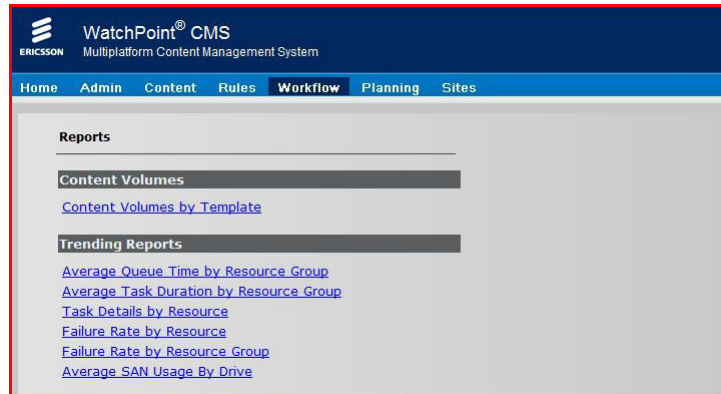 WatchPoint® CMS
ERICSSON
Multiplatform Content Management System
Home Admin Content Rules Workflow Planning Sites
Reports
Content Volumes
Content Volumes by Template
Trending Reports
Average Queue Time by Resource Group
Average Task Duration by Resource Group
Task Details by Resource
Failure Rate by Resource
Failure Rate by Resource Group
Average SAN Usage By Drive